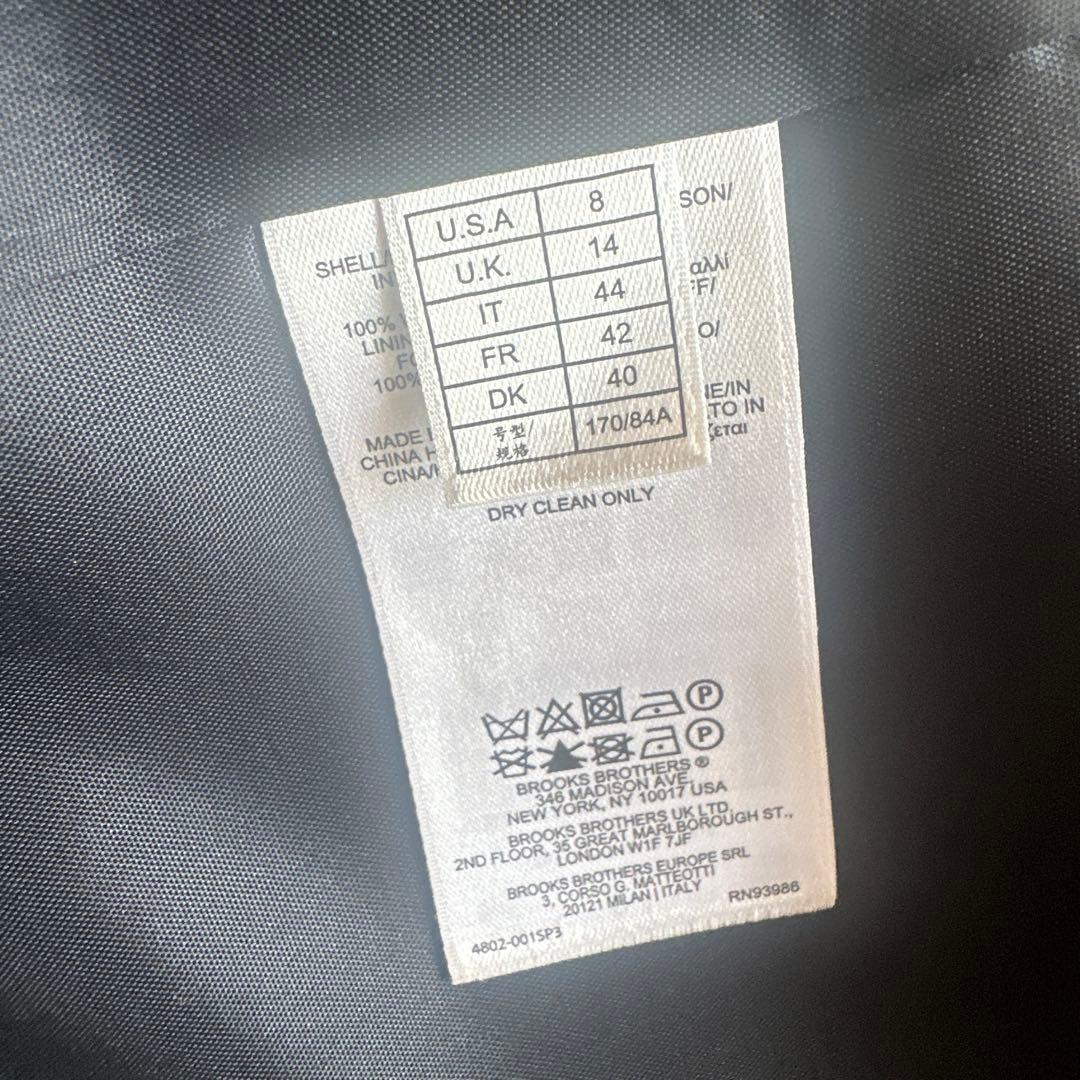 U.S.A 8
U.K. 14
IT 44
FR 42
DK 40
号型/规格 170/84A
SON/
SHELL/
IN
αλλί
FF/
100%
LININ
O/
100%
NE/IN
MADE
TO IN
CHINA
ζεται
CINA/
DRY CLEAN ONLY
P
P
BROOKS BROTHERS ®
346 MADISON AVE,
NEW YORK, NY 10017 USA
BROOKS BROTHERS UK LTD,
2ND FLOOR, 35 GREAT MARLBOROUGH ST.,
LONDON W1F 7JF
BROOKS BROTHERS EUROPE SRL
3, CORSO G. MATTEOTTI
20121 MILAN | ITALY
RN93986
4802-001SP3